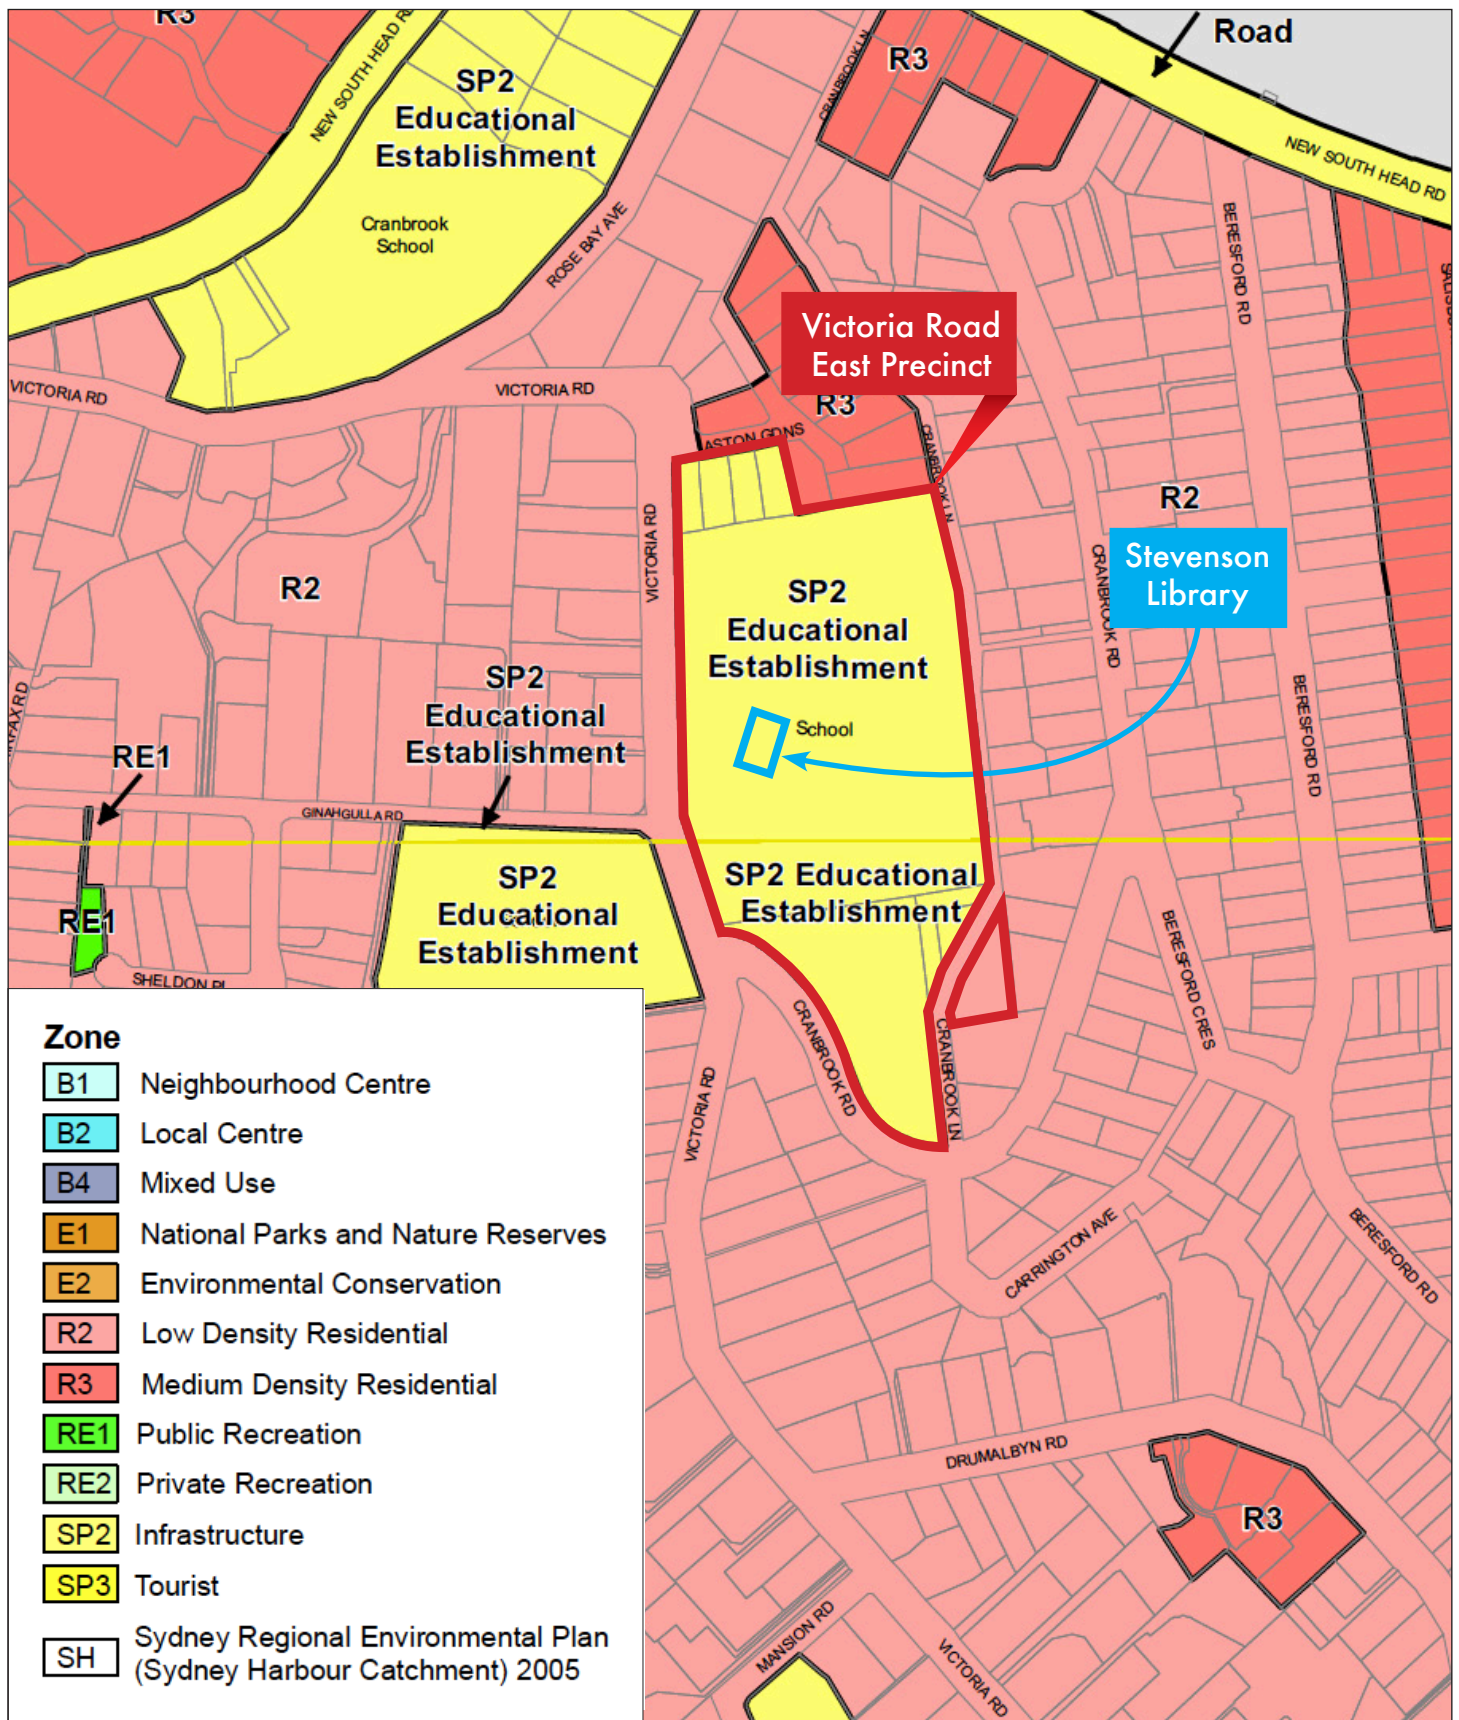 R3
NEW SOUTH HEAD RD
SP2
Educational
Establishment
Cranbrook
School
ROSE BAY AVE
CRANBROOK LN
R3
Road
NEW SOUTH HEAD RD
BERESFORD RD
VICTORIA RD
VICTORIA RD
Victoria Road
East Precinct
R3
ASTON GDNS
CRANBROOK LN
R2
VICTORIA RD
Stevenson
Library
CRANBROOK RD
R2
SP2
Educational
Establishment
School
SP2
Educational
Establishment
BERESFORD RD
RE1
GINAHGULLA RD
SP2
Educational
Establishment
SP2 Educational
Establishment
RE1
SHELDON PL
CRANBROOK RD
CRANBROOK LN
BERESFORD CRES
VICTORIA RD
CARRINGTON AVE
BERESFORD RD
DRUMALBYN RD
R3
MANSION RD
VICTORIA RD
Zone
B1 Neighbourhood Centre
B2 Local Centre
B4 Mixed Use
E1 National Parks and Nature Reserves
E2 Environmental Conservation
R2 Low Density Residential
R3 Medium Density Residential
RE1 Public Recreation
RE2 Private Recreation
SP2 Infrastructure
SP3 Tourist
SH Sydney Regional Environmental Plan
(Sydney Harbour Catchment) 2005